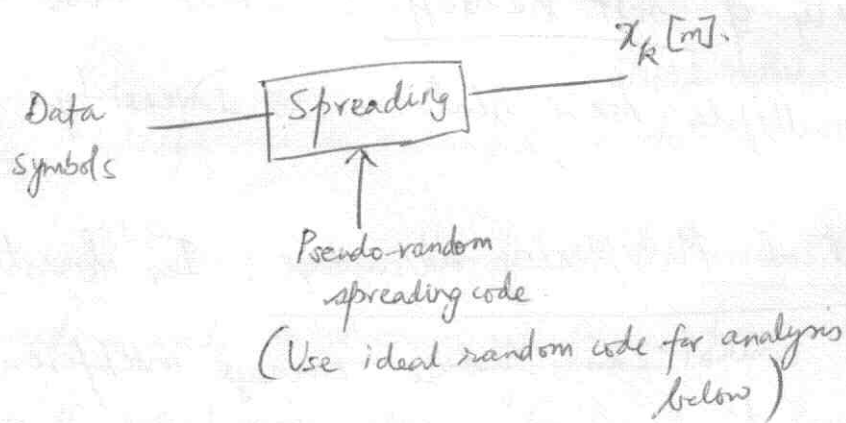 x_k[m].
Data
symbols
Spreading
Pseudo-random
spreading code
(Use ideal random code for analysis
below)